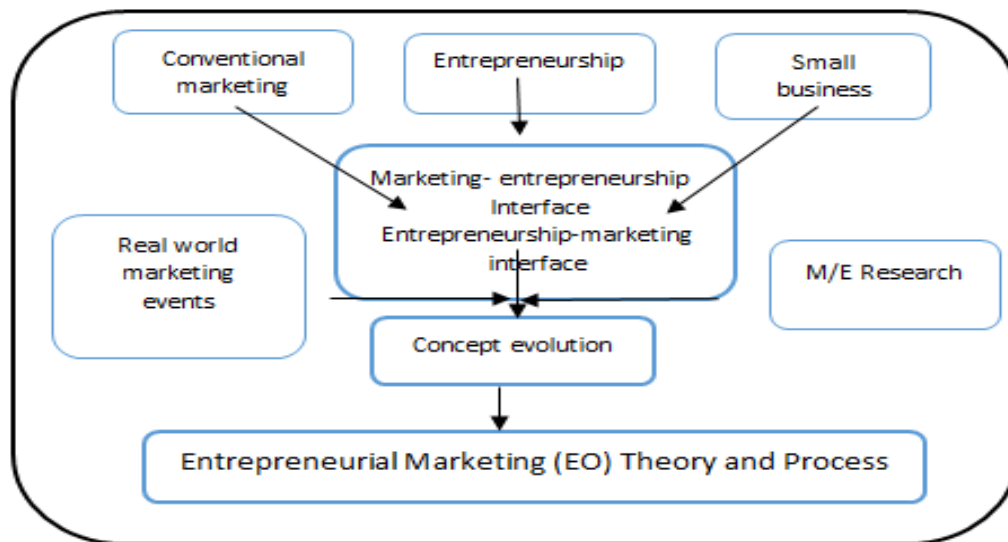 Conventional
marketing
Entrepreneurship
Small
business
Marketing- entrepreneurship
Interface
Entrepreneurship-marketing
interface
Real world
marketing
events
M/E Research
Concept evolution
Entrepreneurial Marketing (EO) Theory and Process